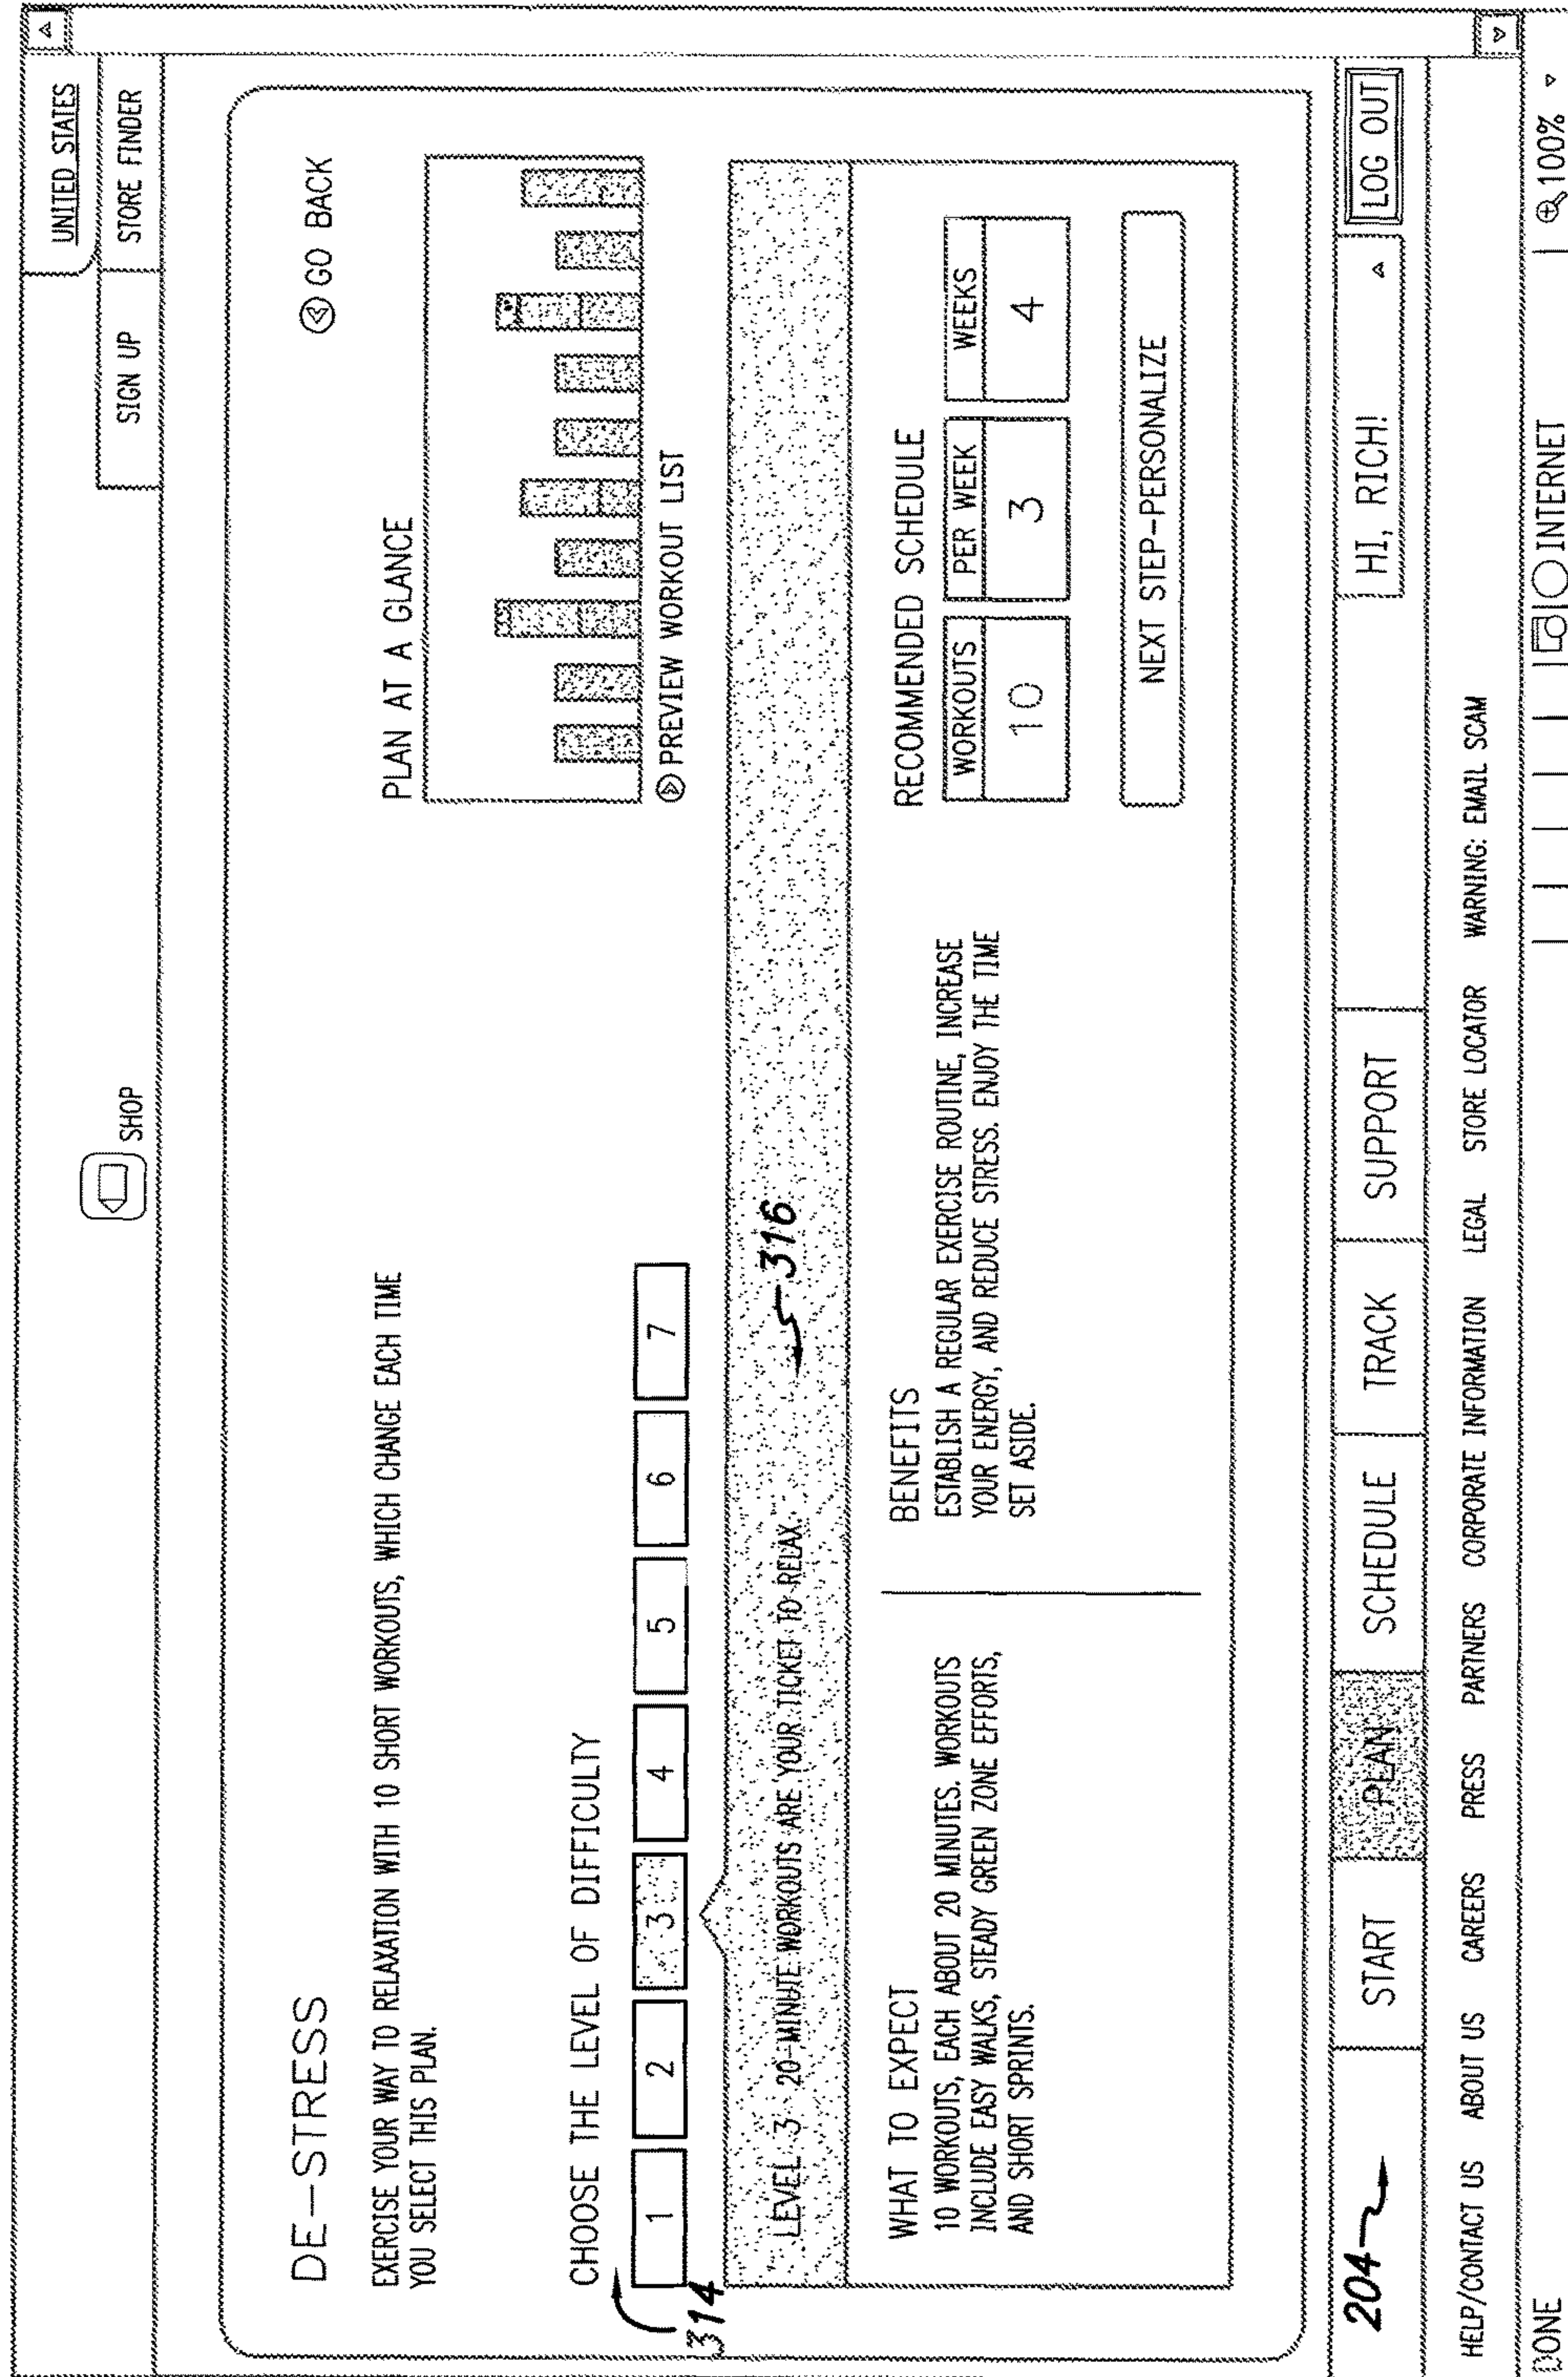 UNITED STATES
SHOP
SIGN UP
STORE FINDER
DE-STRESS
GO BACK
EXERCISE YOUR WAY TO RELAXATION WITH 10 SHORT WORKOUTS, WHICH CHANGE EACH TIME
YOU SELECT THIS PLAN.
PLAN AT A GLANCE
CHOOSE THE LEVEL OF DIFFICULTY
314
1 2 3 4 5 6 7
PREVIEW WORKOUT LIST
LEVEL 3 20-MINUTE WORKOUTS ARE YOUR TICKET TO RELAX.
316
WHAT TO EXPECT
10 WORKOUTS, EACH ABOUT 20 MINUTES. WORKOUTS
INCLUDE EASY WALKS, STEADY GREEN ZONE EFFORTS,
AND SHORT SPRINTS.
BENEFITS
ESTABLISH A REGULAR EXERCISE ROUTINE, INCREASE
YOUR ENERGY, AND REDUCE STRESS. ENJOY THE TIME
SET ASIDE.
RECOMMENDED SCHEDULE
WORKOUTS PER WEEK WEEKS
10 3 4
NEXT STEP-PERSONALIZE
204
START PLAN SCHEDULE TRACK SUPPORT HI, RICH! LOG OUT
HELP/CONTACT US ABOUT US CAREERS PRESS PARTNERS CORPORATE INFORMATION LEGAL STORE LOCATOR WARNING: EMAIL SCAM
DONE INTERNET 100%